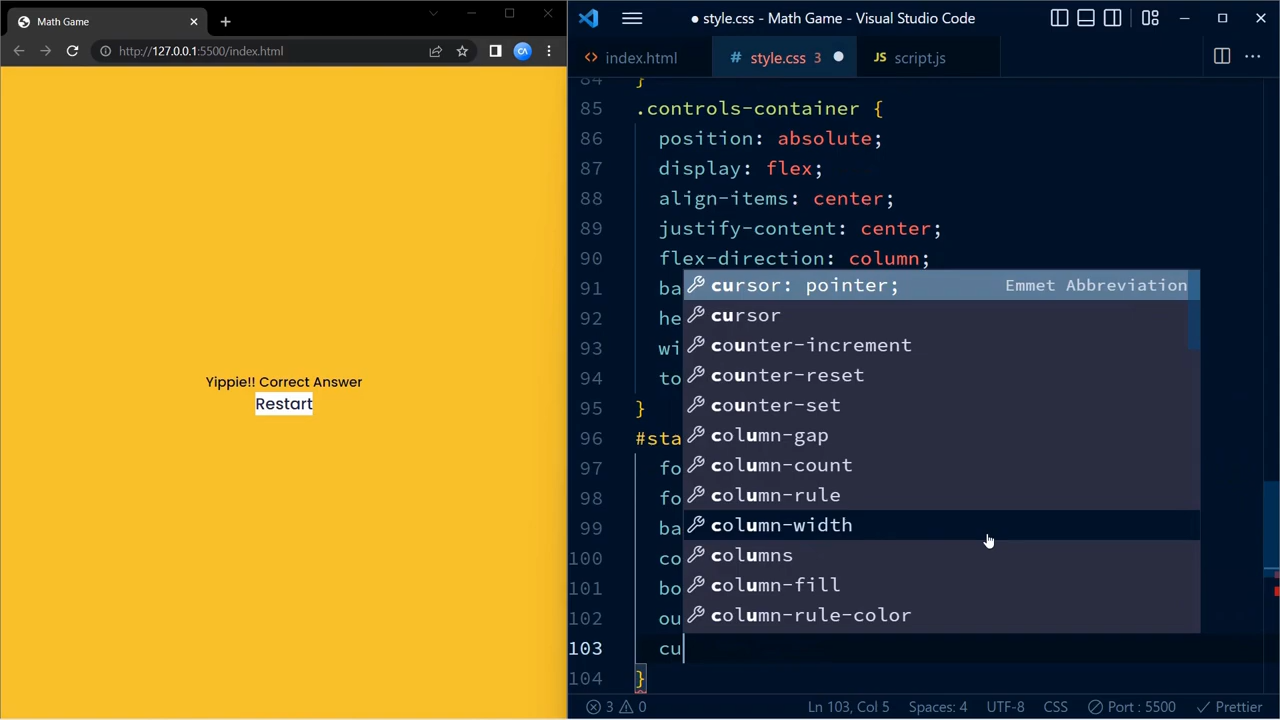 Math Game
http://127.0.0.1:5500/index.html
Yippie!! Correct Answer
Restart
● style.css - Math Game - Visual Studio Code
<> index.html
# style.css 3 ●
JS script.js
84 }
85 .controls-container {
86 position: absolute;
87 display: flex;
88 align-items: center;
89 justify-content: center;
90 flex-direction: column;
91 ba
92 he
93 wi
94 to
95 }
96 #sta
97 fo
98 fo
99 ba
100 co
101 bo
102 ou
103 cu
104 }
cursor: pointer; Emmet Abbreviation
cursor
counter-increment
counter-reset
counter-set
column-gap
column-count
column-rule
column-width
columns
column-fill
column-rule-color
3 0 Ln 103, Col 5 Spaces: 4 UTF-8 CSS Port : 5500 Prettier